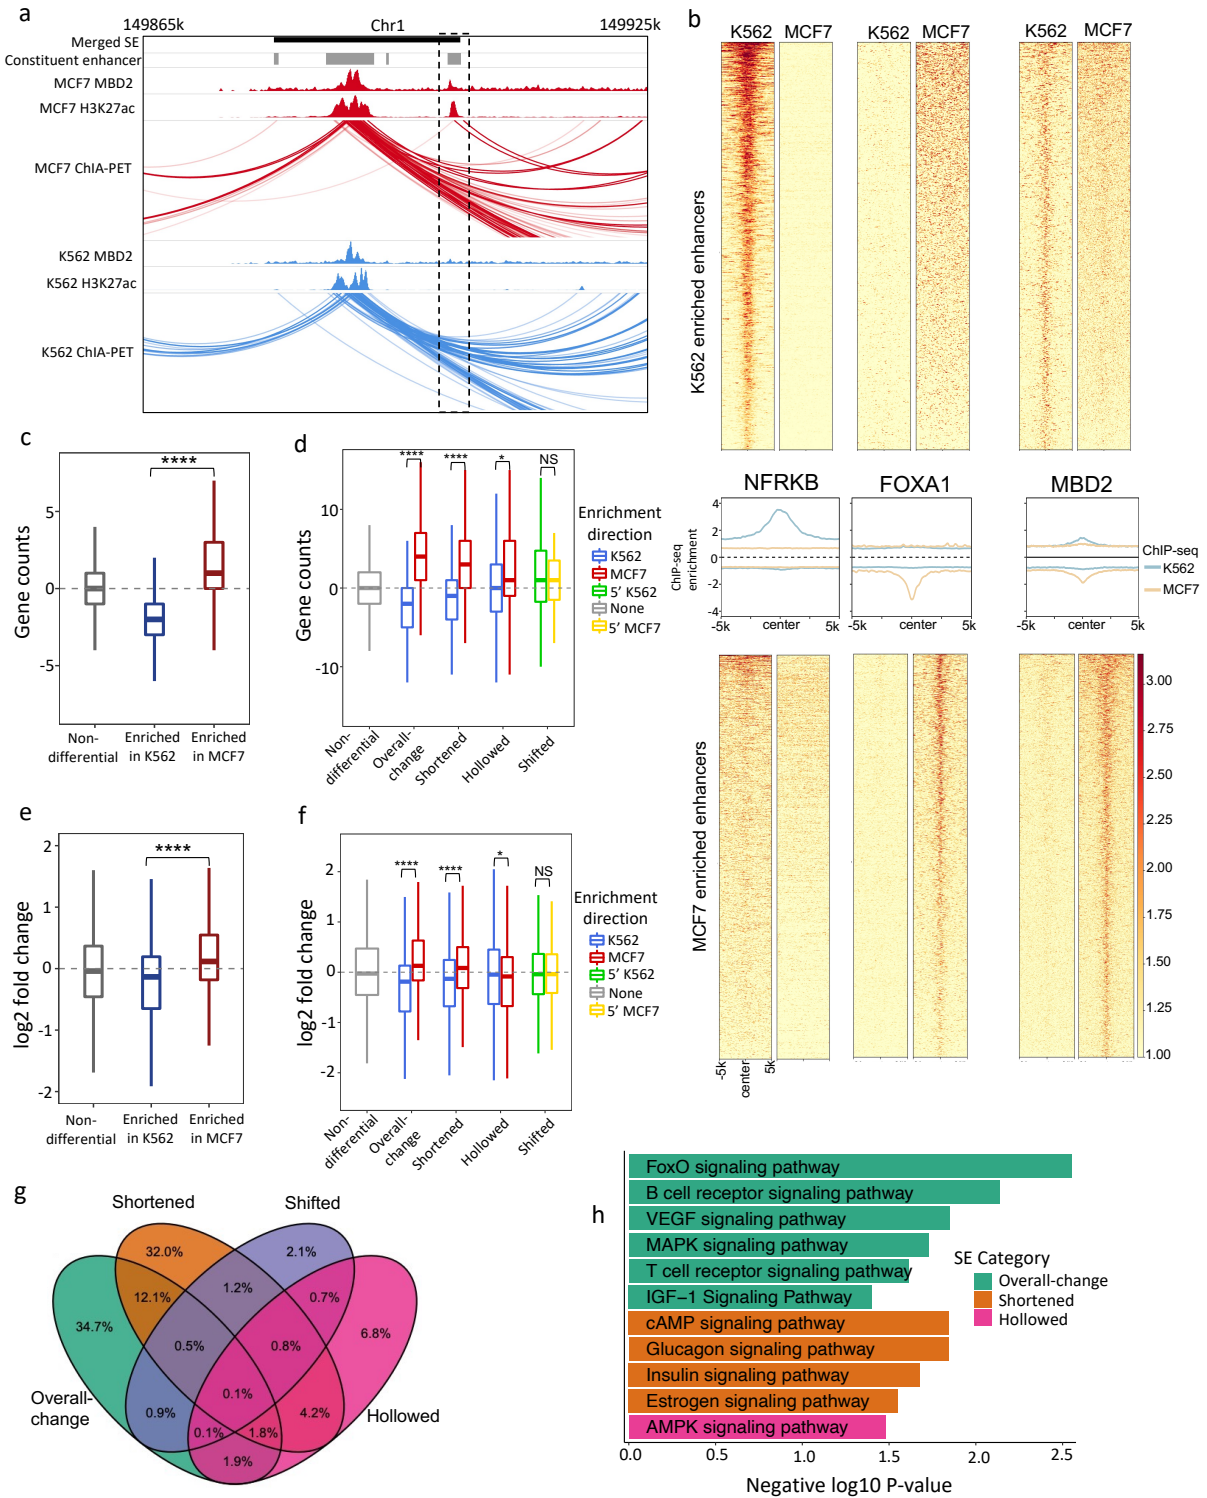 a
149865k
Chr1
149925k
Merged SE
Constituent enhancer
MCF7 MBD2
MCF7 H3K27ac
MCF7 ChIA-PET
K562 MBD2
K562 H3K27ac
K562 ChIA-PET
b
K562 MCF7
K562 MCF7
K562 MCF7
K562 enriched enhancers
NFRKB
FOXA1
MBD2
ChIP-seq
enrichment
4
2
0
-2
-4
-5k center 5k
-5k center 5k
-5k center 5k
ChIP-seq
K562
MCF7
MCF7 enriched enhancers
-5k
center
5k
3.00
2.75
2.50
2.25
2.00
1.75
1.50
1.25
1.00
c
Gene counts
5
0
-5
****
Non-
differential
Enriched
in K562
Enriched
in MCF7
d
Gene counts
10
0
-10
****
****
*
NS
Non-
differential
Overall-
change
Shortened
Hollowed
Shifted
Enrichment
direction
K562
MCF7
5' K562
None
5' MCF7
e
log2 fold change
2
1
0
-1
-2
****
Non-
differential
Enriched
in K562
Enriched
in MCF7
f
log2 fold change
2
1
0
-1
-2
****
****
*
NS
Non-
differential
Overall-
change
Shortened
Hollowed
Shifted
Enrichment
direction
K562
MCF7
5' K562
None
5' MCF7
g
Shortened
Shifted
Overall-
change
Hollowed
32.0%
2.1%
12.1%
1.2%
0.7%
34.7%
0.5%
0.8%
6.8%
0.1%
0.9%
4.2%
0.1%
1.8%
1.9%
h
FoxO signaling pathway
B cell receptor signaling pathway
VEGF signaling pathway
MAPK signaling pathway
T cell receptor signaling pathway
IGF−1 Signaling Pathway
cAMP signaling pathway
Glucagon signaling pathway
Insulin signaling pathway
Estrogen signaling pathway
AMPK signaling pathway
SE Category
Overall-change
Shortened
Hollowed
0.0 0.5 1.0 1.5 2.0 2.5
Negative log10 P-value